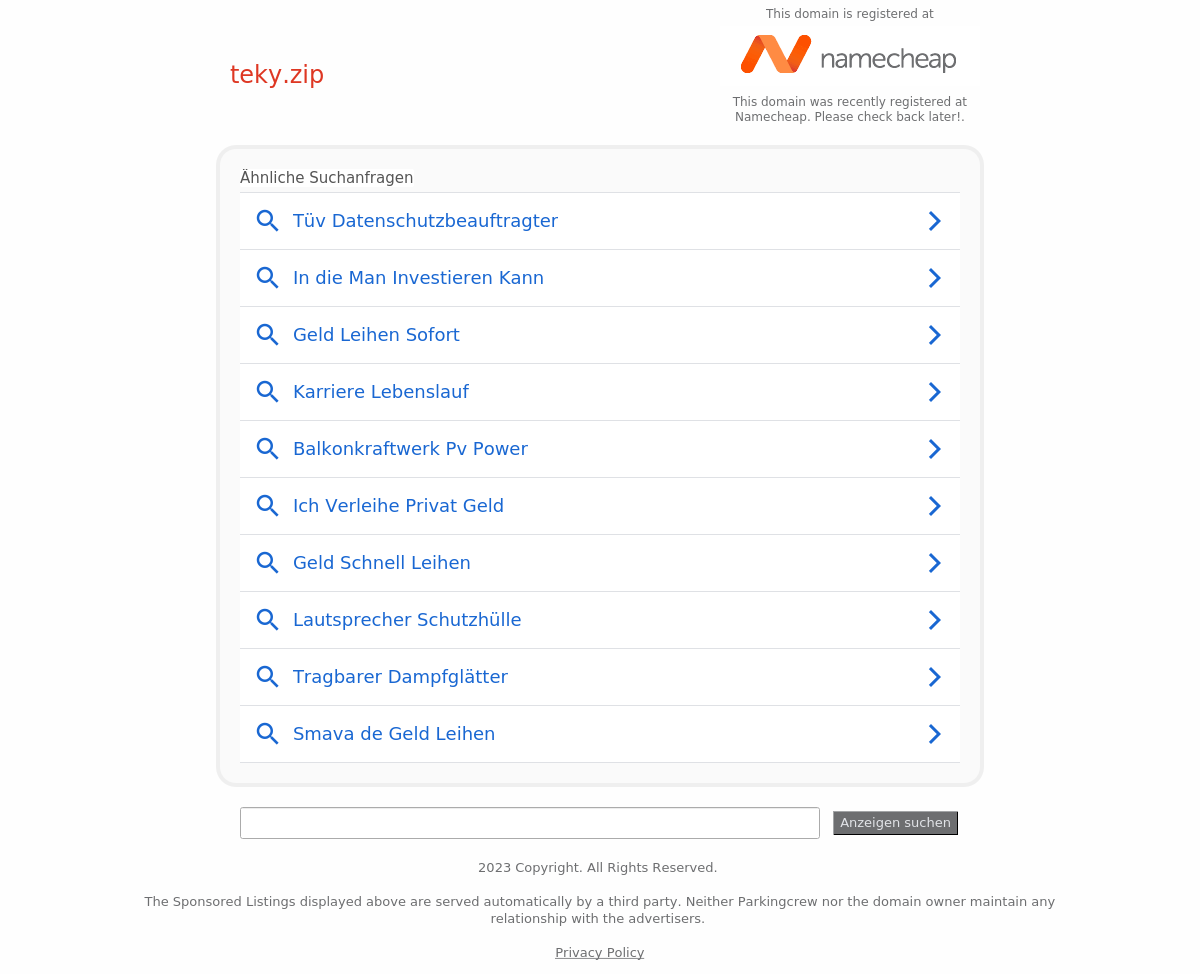 This domain is registered at
namecheap
teky.zip
This domain was recently registered at
Namecheap. Please check back later!.
Ähnliche Suchanfragen
Tüv Datenschutzbeauftragter
In die Man Investieren Kann
Geld Leihen Sofort
Karriere Lebenslauf
Balkonkraftwerk Pv Power
Ich Verleihe Privat Geld
Geld Schnell Leihen
Lautsprecher Schutzhülle
Tragbarer Dampfglätter
Smava de Geld Leihen
Anzeigen suchen
2023 Copyright. All Rights Reserved.
The Sponsored Listings displayed above are served automatically by a third party. Neither Parkingcrew nor the domain owner maintain any
relationship with the advertisers.
Privacy Policy